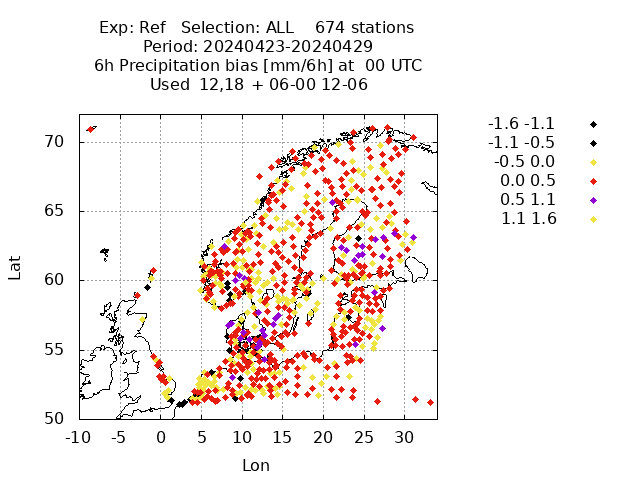 Exp: Ref   Selection: ALL    674 stations
Period: 20240423-20240429
6h Precipitation bias [mm/6h] at  00 UTC
Used  12,18  + 06-00 12-06
-1.6 -1.1
-1.1 -0.5
-0.5 0.0
0.0 0.5
0.5 1.1
1.1 1.6
70
65
60
55
50
Lat
-10 -5 0 5 10 15 20 25 30
Lon